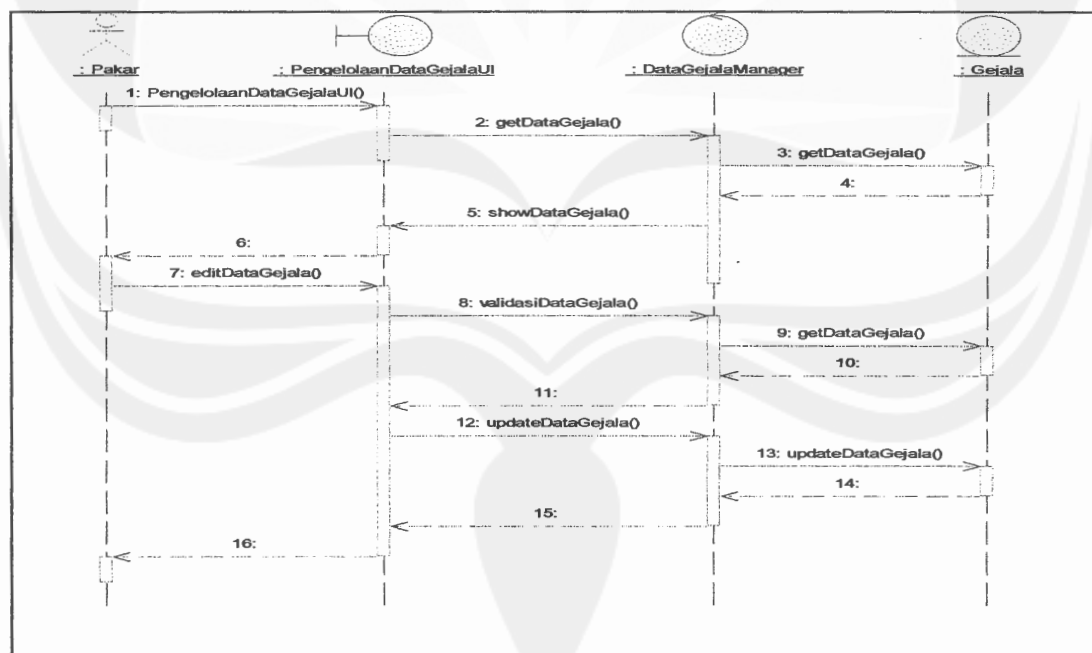 : Pakar
: PengelolaanDataGejalaUI
: DataGejalaManager
: Gejala
1: PengelolaanDataGejalaUI()
2: getDataGejala()
3: getDataGejala()
4:
5: showDataGejala()
6:
7: editDataGejala()
8: validasiDataGejala()
9: getDataGejala()
10:
11:
12: updateDataGejala()
13: updateDataGejala()
14:
15:
16: